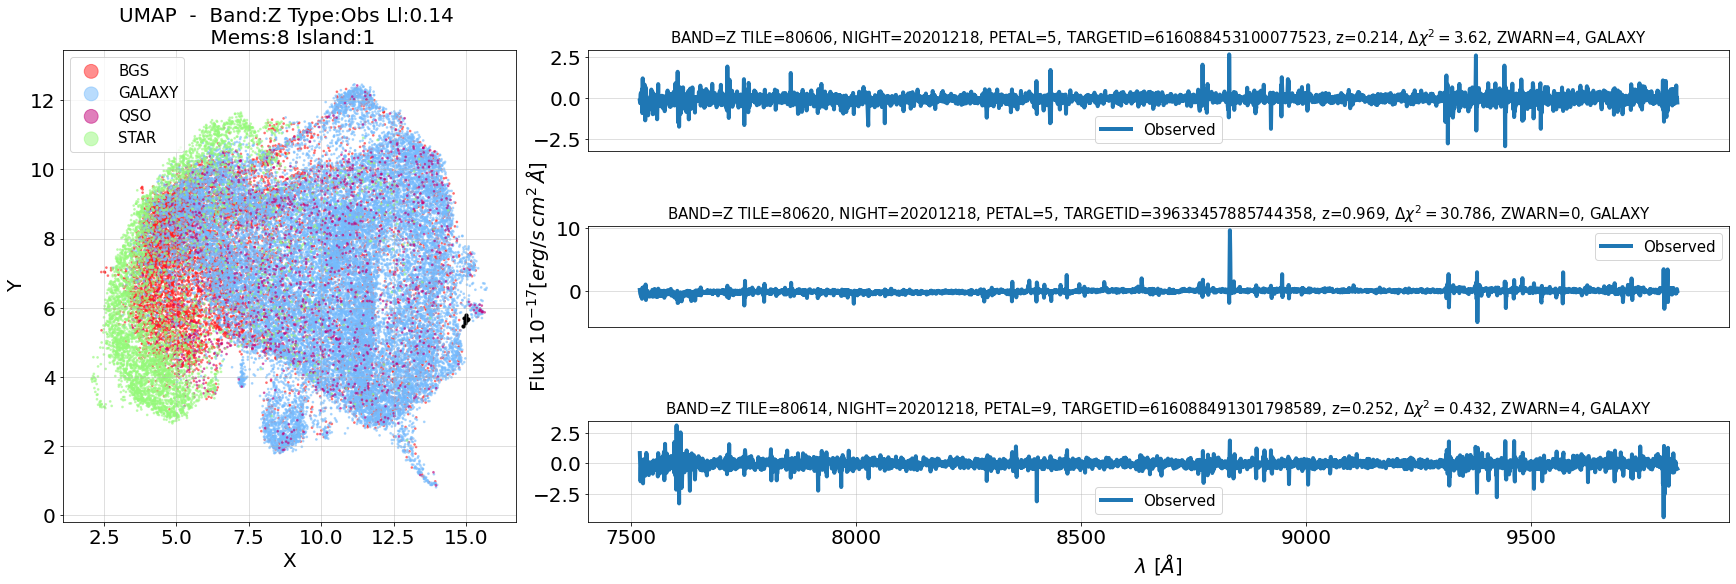 UMAP - Band:Z Type:Obs Ll:0.14
Mems:8 Island:1
BGS
GALAXY
QSO
STAR
12
10
8
6
4
2
0
Y
2.5
5.0
7.5
10.0
12.5
15.0
X
Flux 10⁻¹⁷[erg/s cm² Å]
BAND=Z TILE=80606, NIGHT=20201218, PETAL=5, TARGETID=616088453100077523, z=0.214, Δχ² = 3.62, ZWARN=4, GALAXY
2.5
0.0
−2.5
Observed
BAND=Z TILE=80620, NIGHT=20201218, PETAL=5, TARGETID=39633457885744358, z=0.969, Δχ² = 30.786, ZWARN=0, GALAXY
10
0
Observed
BAND=Z TILE=80614, NIGHT=20201218, PETAL=9, TARGETID=616088491301798589, z=0.252, Δχ² = 0.432, ZWARN=4, GALAXY
2.5
0.0
−2.5
Observed
7500
8000
8500
9000
9500
λ [Å]